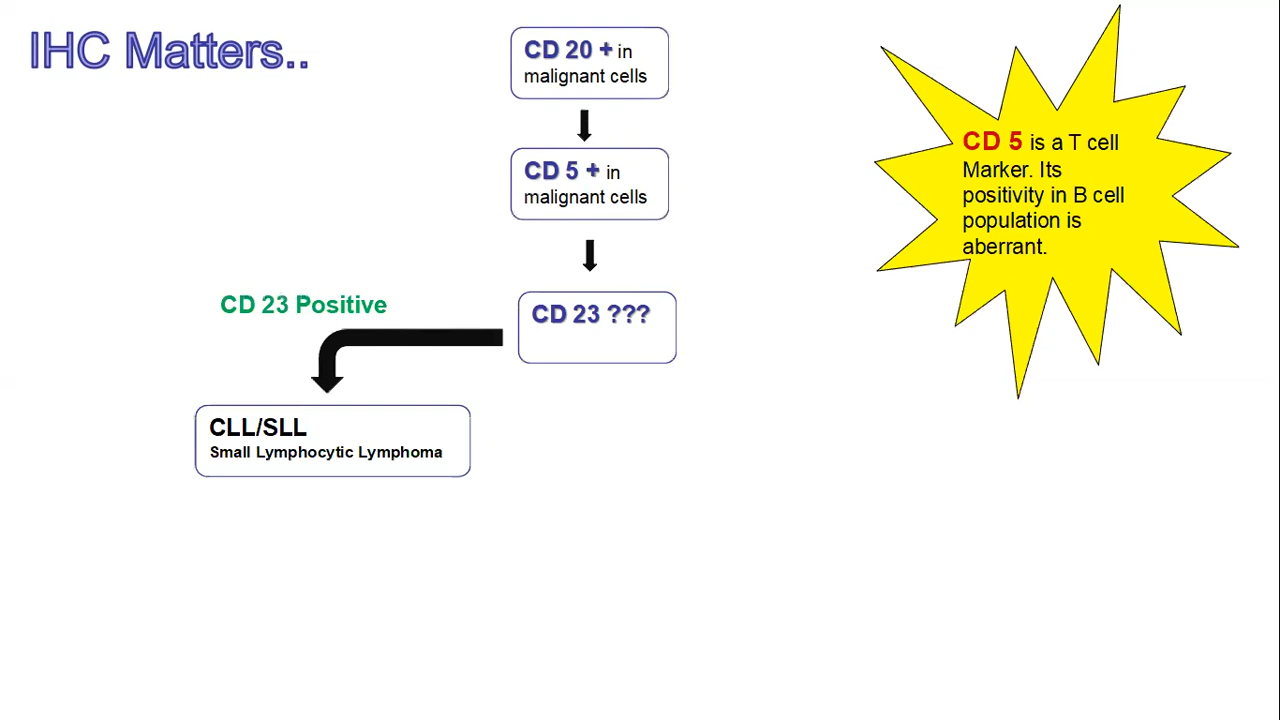 IHC Matters..
CD 20 + in
malignant cells
CD 5 + in
malignant cells
CD 5 is a T cell
Marker. Its
positivity in B cell
population is
aberrant.
CD 23 Positive
CD 23 ???
CLL/SLL
Small Lymphocytic Lymphoma